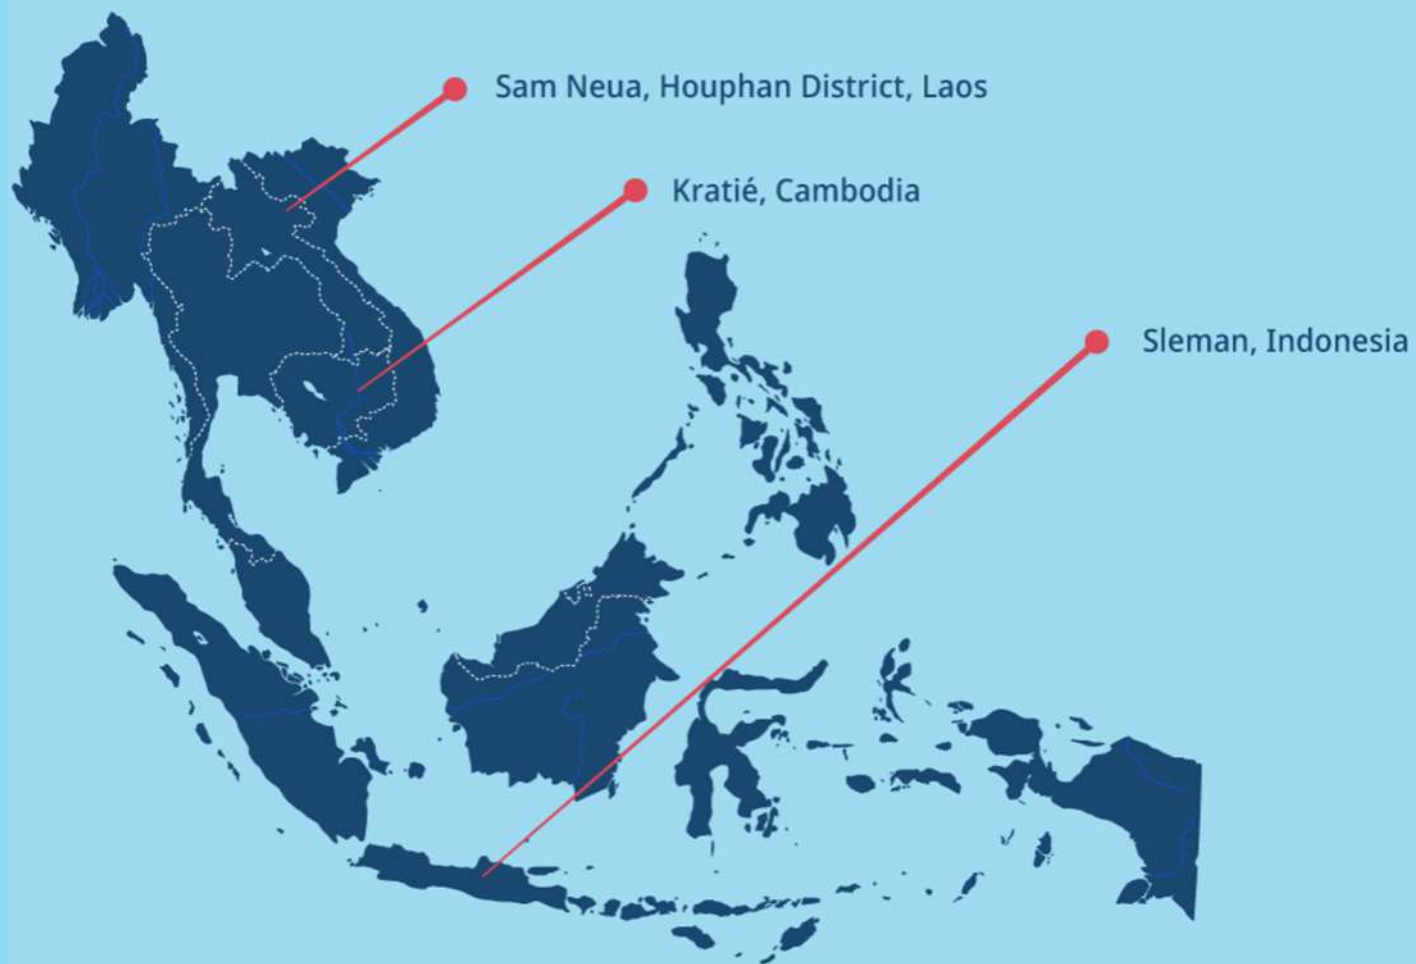 Sam Neua, Houphan District, Laos
Kratié, Cambodia
Sleman, Indonesia